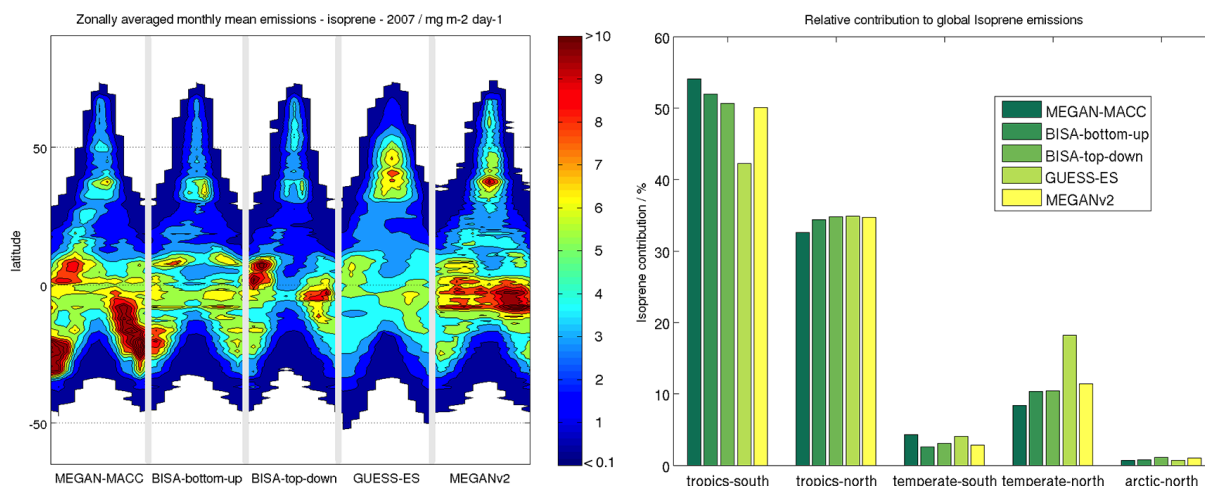 Zonally averaged monthly mean emissions - isoprene - 2007 / mg m-2 day-1
latitude
50
0
-50
MEGAN-MACC BISA-bottom-up BISA-top-down GUESS-ES MEGANv2
>10
9
8
7
6
5
4
3
2
1
<0.1
Relative contribution to global Isoprene emissions
Isoprene contribution / %
60
50
40
30
20
10
0
MEGAN-MACC
BISA-bottom-up
BISA-top-down
GUESS-ES
MEGANv2
tropics-south tropics-north temperate-south temperate-north arctic-north